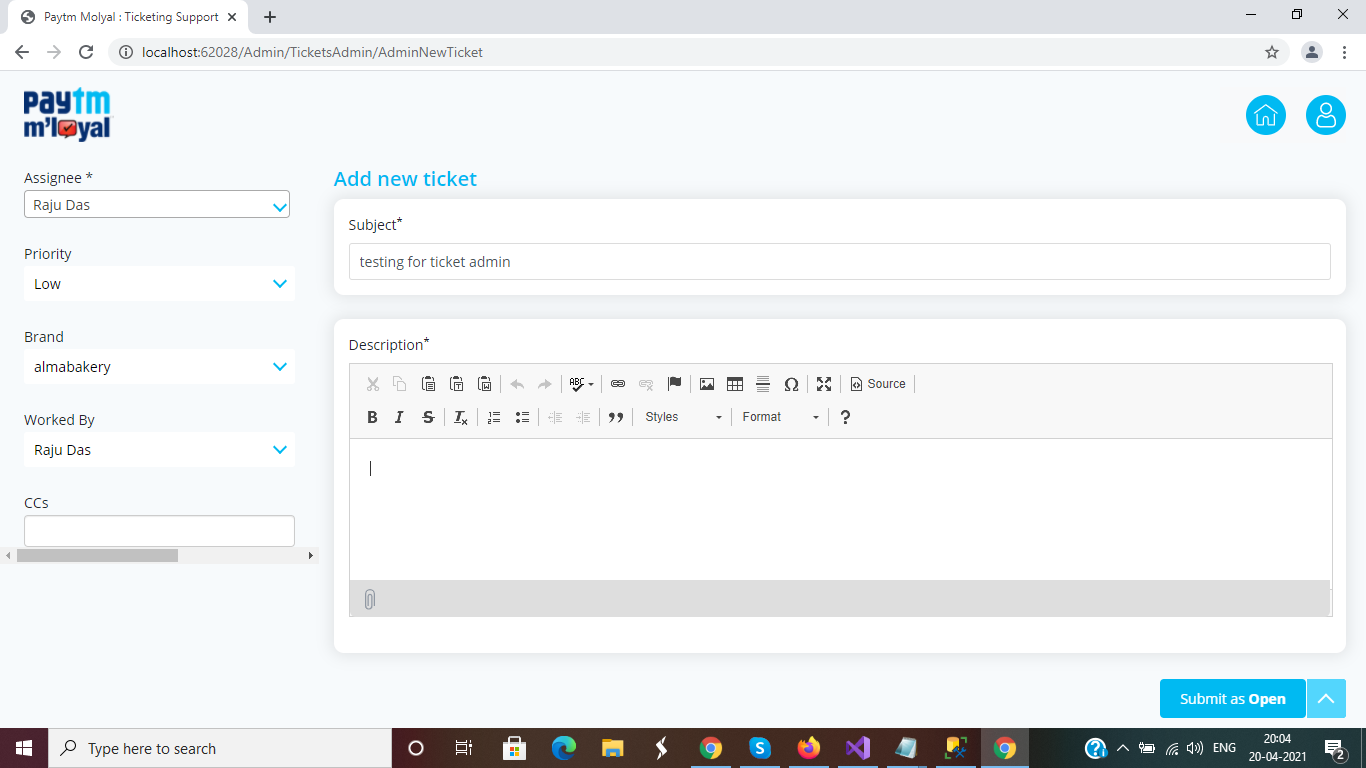 Paytm Molyal : Ticketing Support
localhost:62028/Admin/TicketsAdmin/AdminNewTicket
paytm
m'loyal
Assignee *
Raju Das
Priority
Low
Brand
almabakery
Worked By
Raju Das
CCs
Add new ticket
Subject*
testing for ticket admin
Description*
ABC
Source
B I S Tx
Styles
Format
?
Submit as Open
Type here to search
ENG
20:04
20-04-2021
2